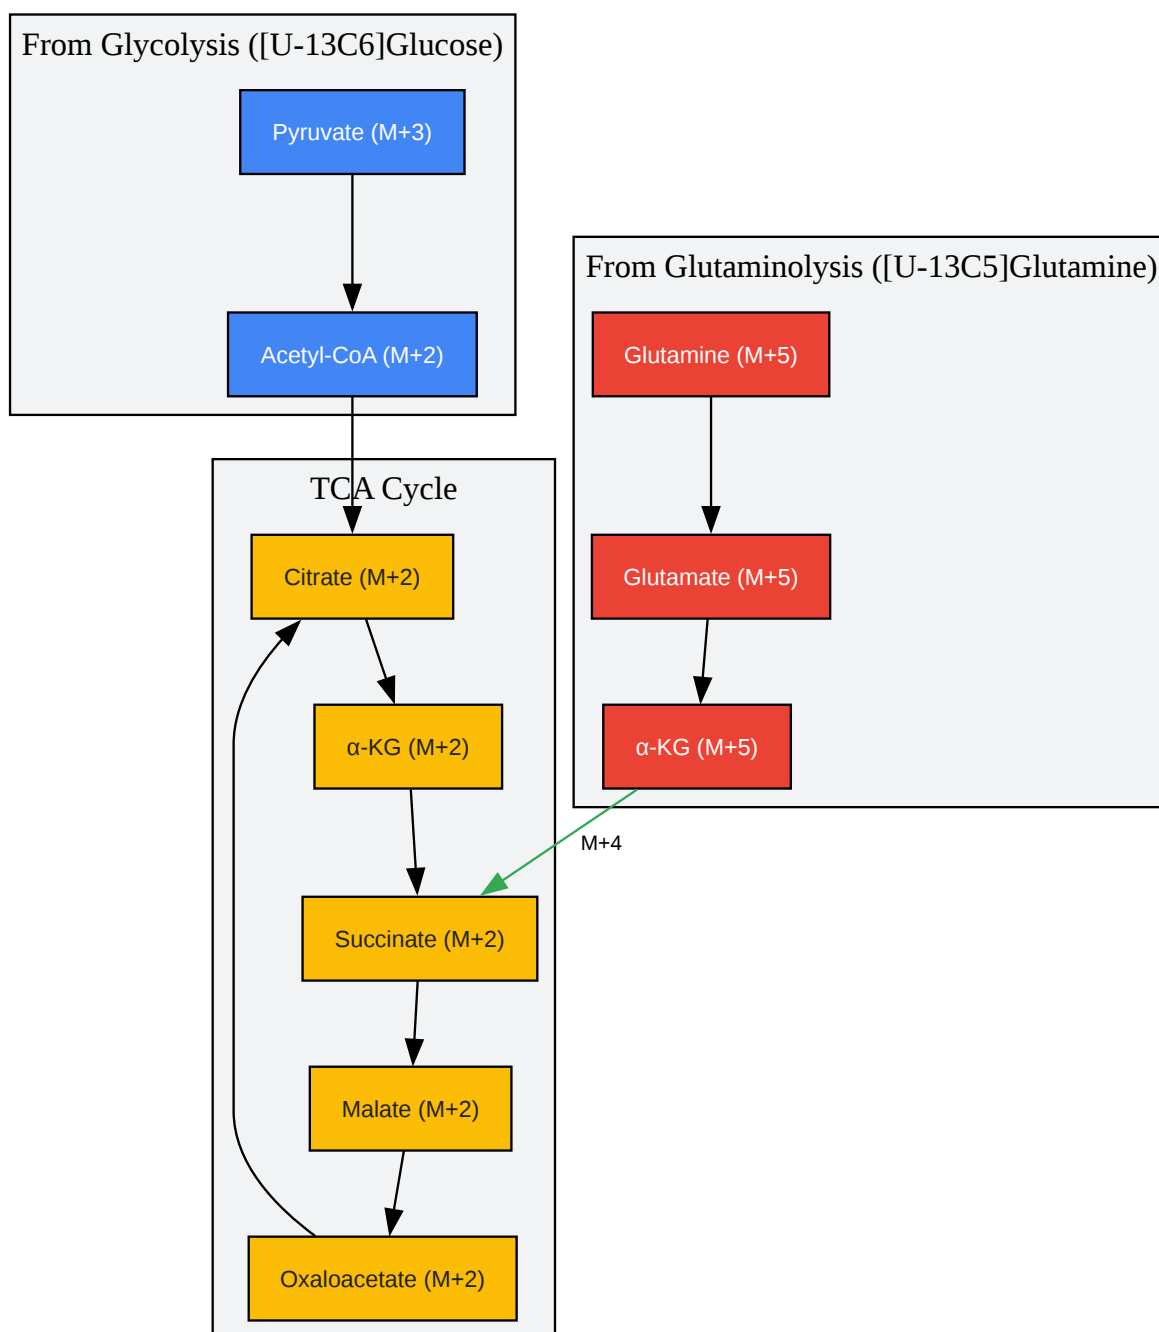 From Glycolysis ([U-13C6]Glucose)
Pyruvate (M+3)
Acetyl-CoA (M+2)
From Glutaminolysis ([U-13C5]Glutamine)
Glutamine (M+5)
Glutamate (M+5)
α-KG (M+5)
M+4
TCA Cycle
Citrate (M+2)
α-KG (M+2)
Succinate (M+2)
Malate (M+2)
Oxaloacetate (M+2)